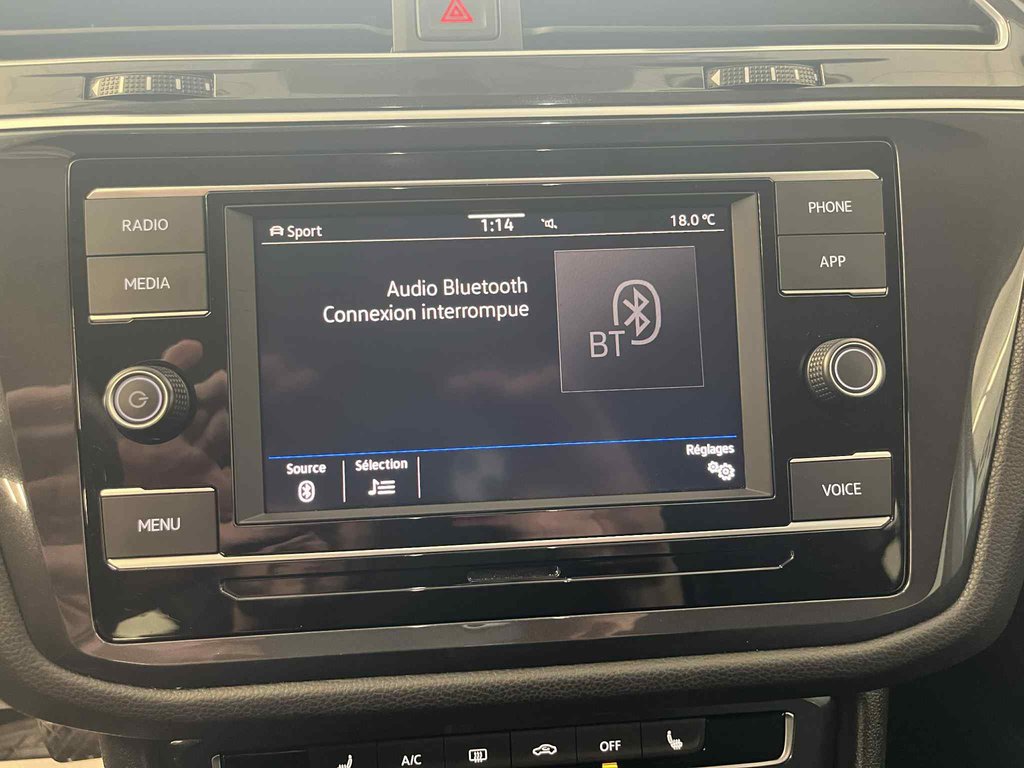 RADIO
MEDIA
MENU
PHONE
APP
VOICE
Sport 1:14 18.0 °C
Audio Bluetooth
Connexion interrompue
BT
Source Sélection Réglages
A/C OFF